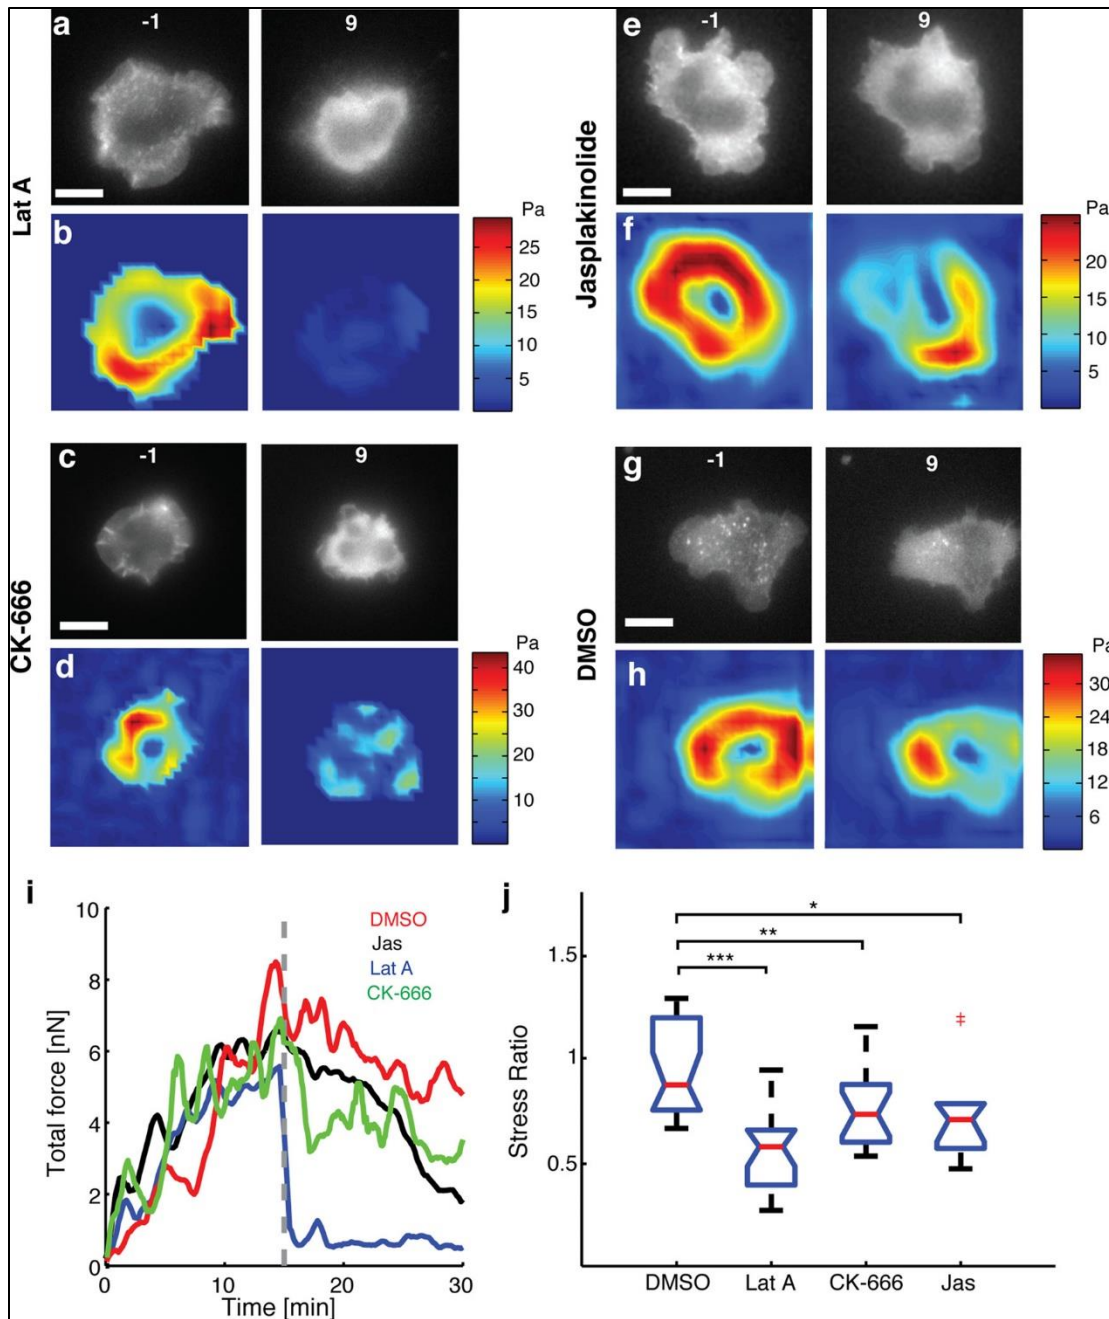 a
-1
9
e
-1
9
Lat A
Jasplakinolide
b
Pa
25
20
15
10
5
f
Pa
20
15
10
5
c
-1
9
g
-1
9
CK-666
DMSO
d
Pa
40
30
20
10
h
Pa
30
24
18
12
6
i
Total force [nN]
10
8
6
4
2
0
0
10
20
30
Time [min]
DMSO
Jas
Lat A
CK-666
j
Stress Ratio
1.5
1
0.5
*
**
***
‡
DMSO
Lat A
CK-666
Jas